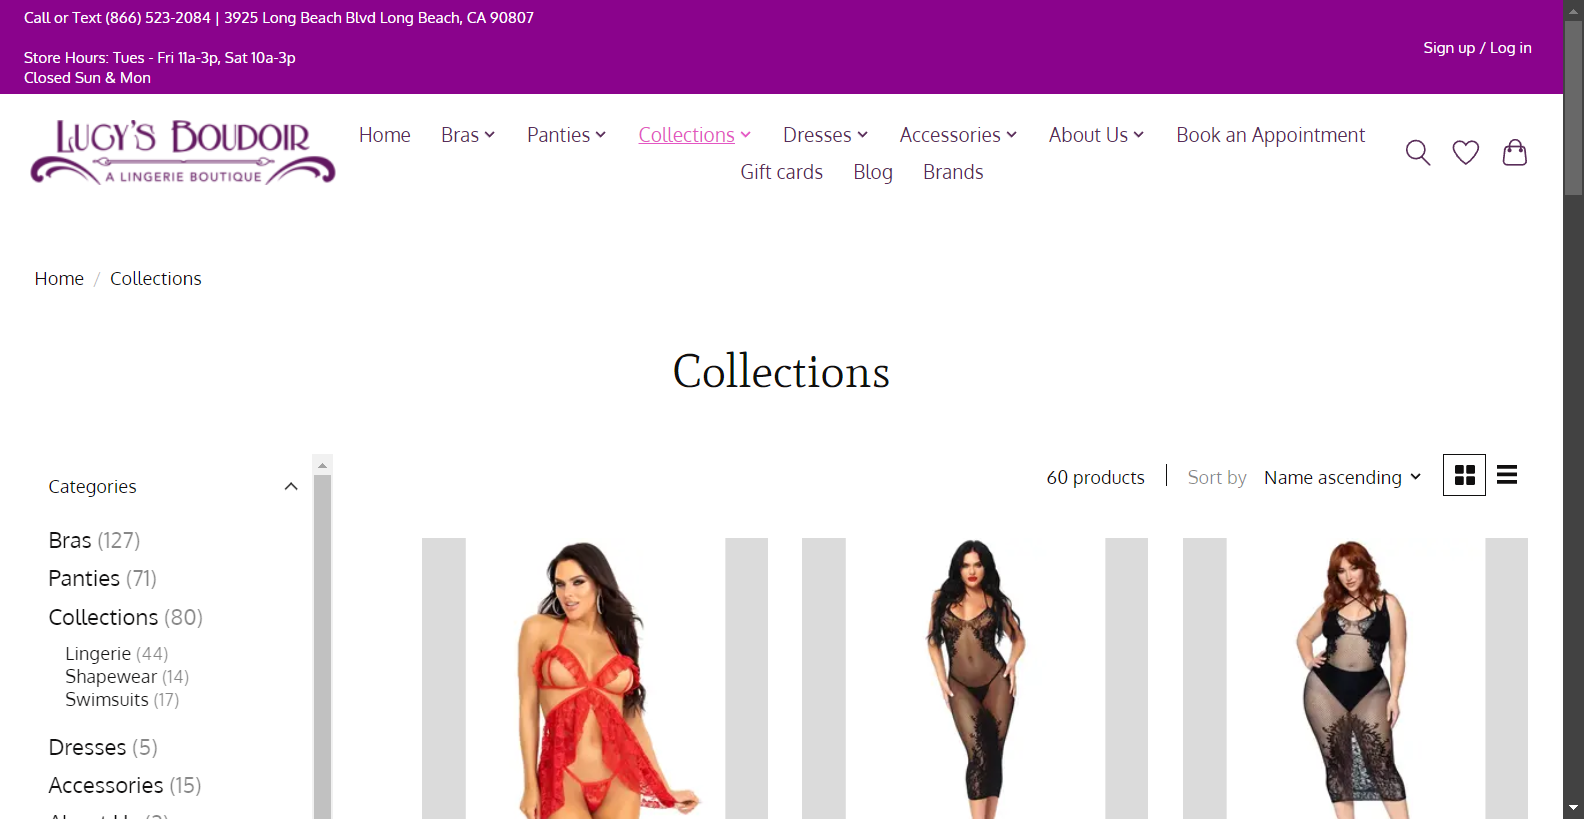 Call or Text (866) 523-2084 | 3925 Long Beach Blvd Long Beach, CA 90807
Store Hours: Tues - Fri 11a-3p, Sat 10a-3p
Closed Sun & Mon
Sign up / Log in
LUCY'S BOUDOIR
A LINGERIE BOUTIQUE
Home Bras Panties Collections Dresses Accessories About Us Book an Appointment
Gift cards Blog Brands
Home / Collections
Collections
Categories
60 products | Sort by Name ascending
Bras (127)
Panties (71)
Collections (80)
Lingerie (44)
Shapewear (14)
Swimsuits (17)
Dresses (5)
Accessories (15)